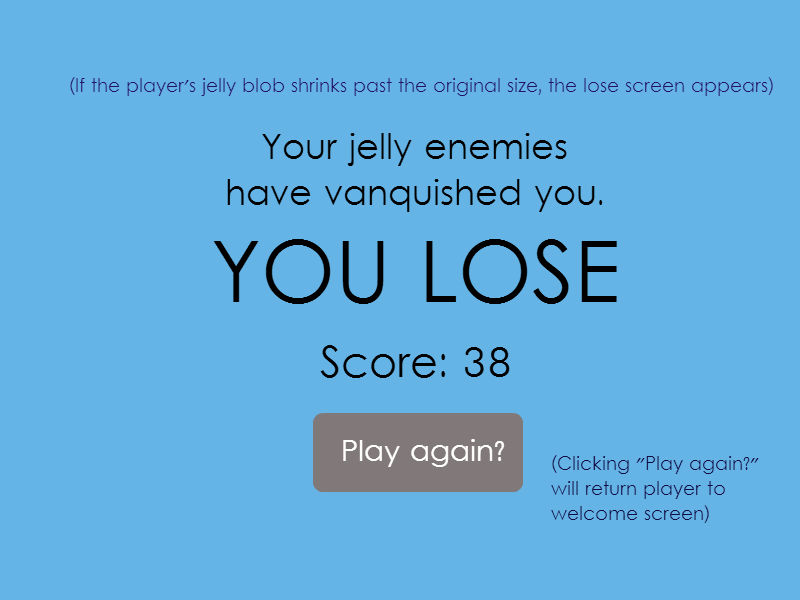 (If the player's jelly blob shrinks past the original size, the lose screen appears)
Your jelly enemies
have vanquished you.
YOU LOSE
Score: 38
Play again?
(Clicking "Play again?"
will return player to
welcome screen)